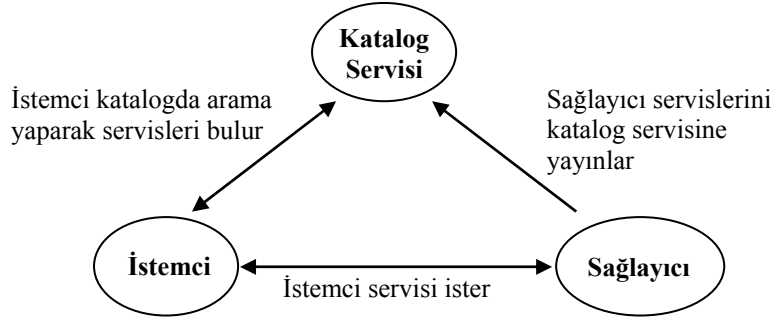 Katalog
Servisi
İstemci katalogda arama
yaparak servisleri bulur
Sağlayıcı servislerini
katalog servisine
yayınlar
İstemci
Sağlayıcı
İstemci servisi ister